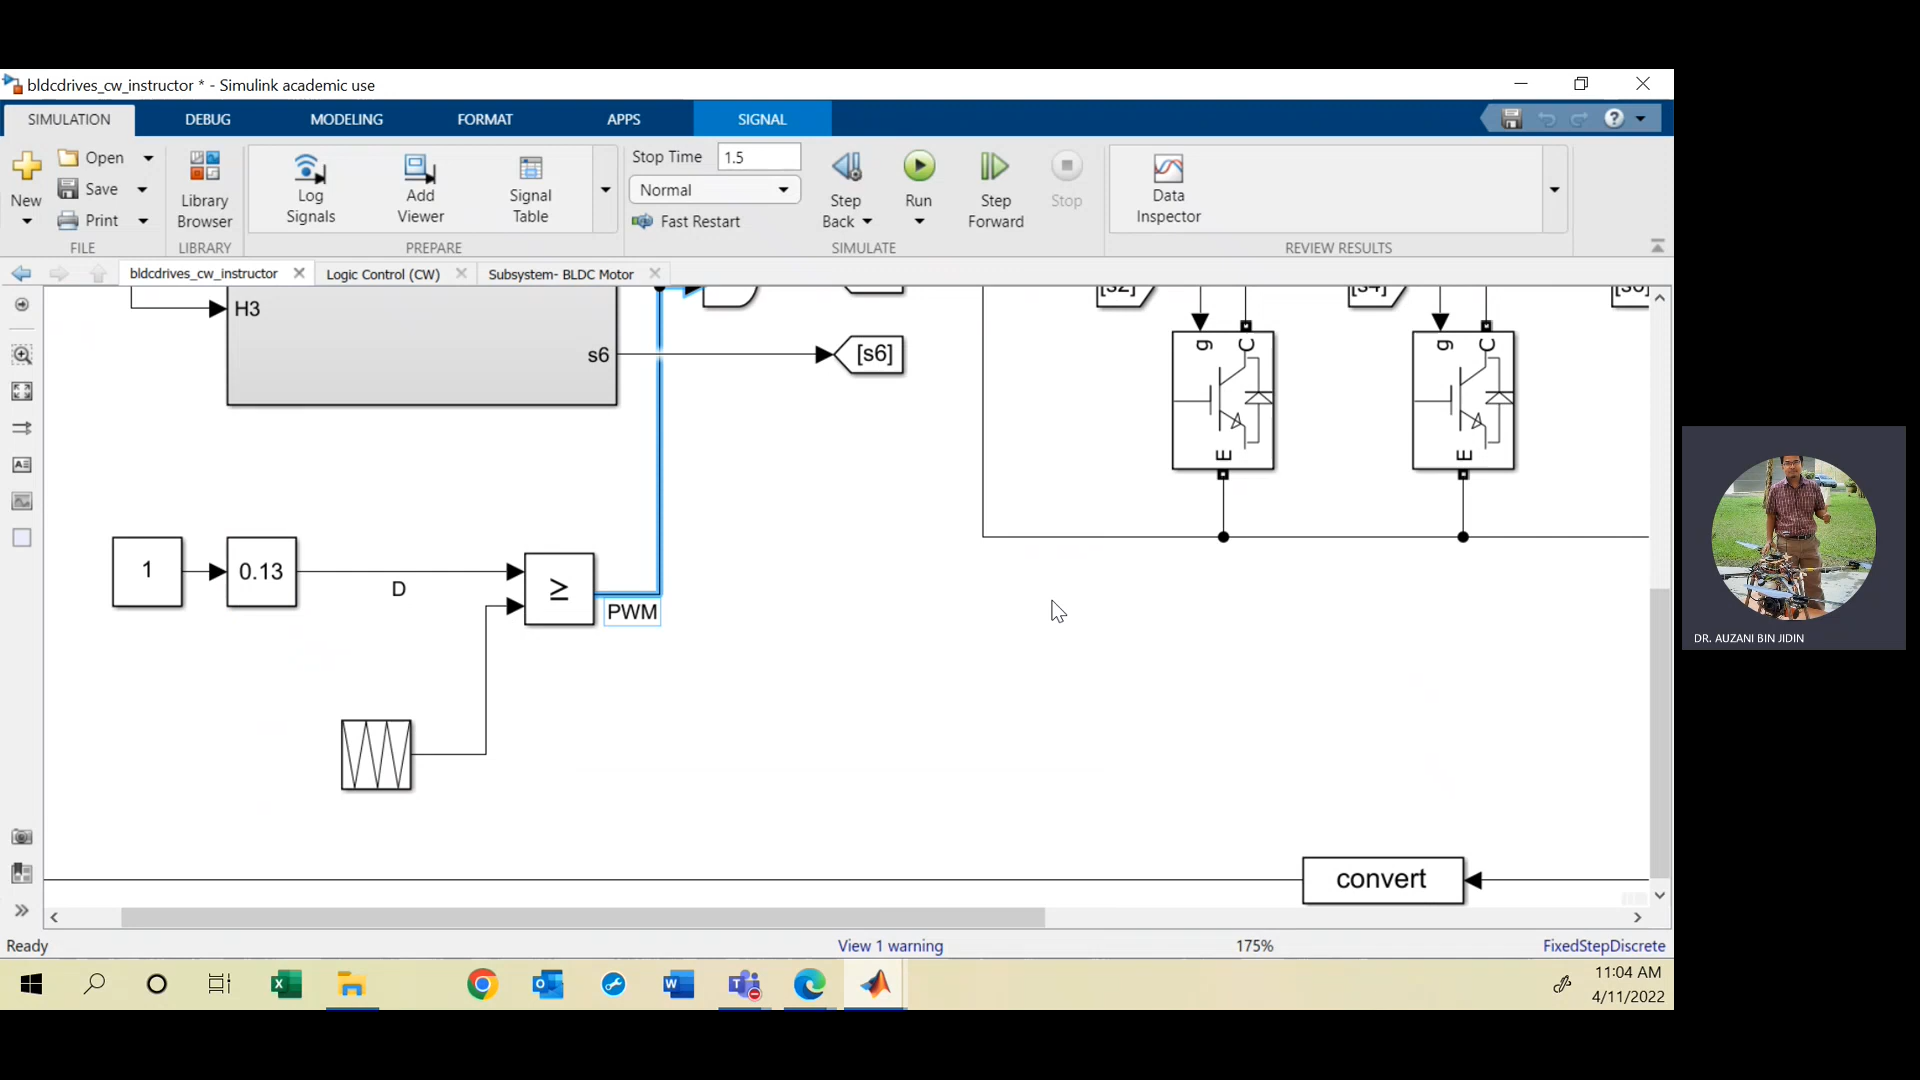 bldcdrives_cw_instructor * - Simulink academic use
SIMULATION
DEBUG
MODELING
FORMAT
APPS
SIGNAL
New
Open
Save
Print
FILE
Library
Browser
LIBRARY
Log
Signals
Add
Viewer
Signal
Table
PREPARE
Stop Time 1.5
Normal
Fast Restart
Step
Back
Run
Step
Forward
Stop
SIMULATE
Data
Inspector
REVIEW RESULTS
bldcdrives_cw_instructor
Logic Control (CW)
Subsystem- BLDC Motor
H3
s6
[s6]
[s2]
[s4]
g C
E
g C
E
1
0.13
D
≥
PWM
convert
DR. AUZANI BIN JIDIN
Ready
View 1 warning
175%
FixedStepDiscrete
11:04 AM
4/11/2022